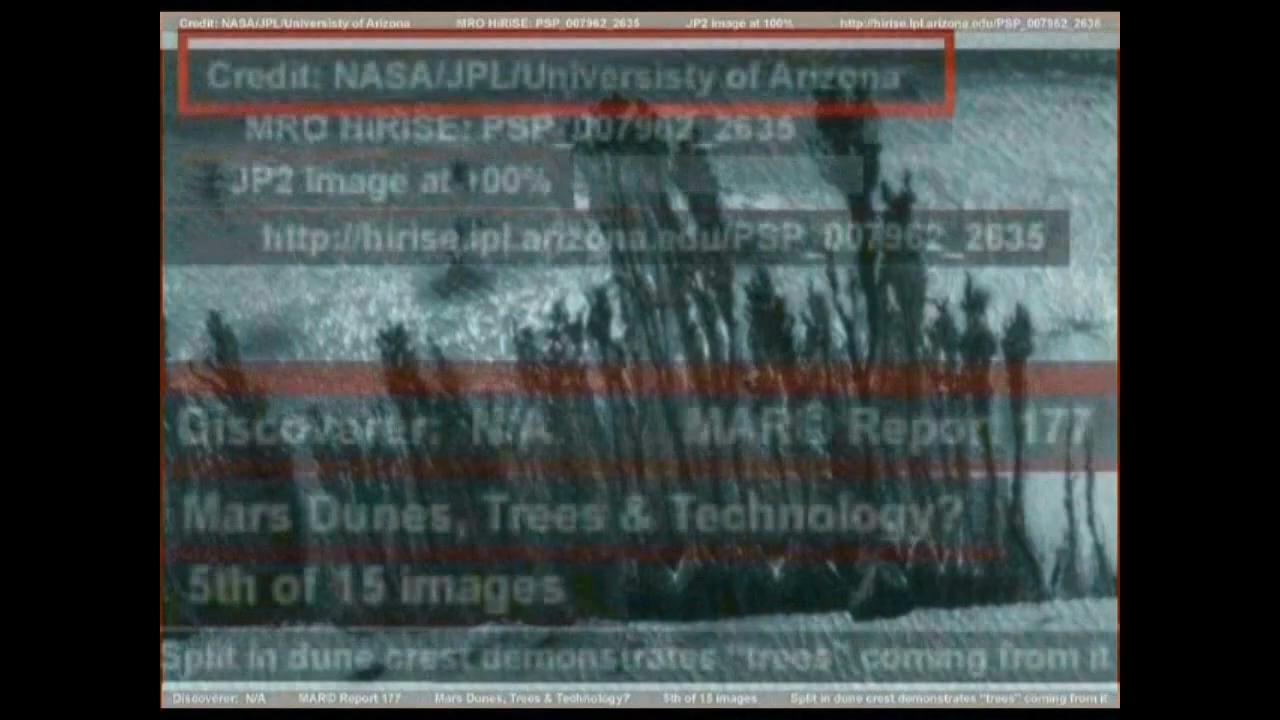 Credit: NASA/JPL/Universisty of Arizona MRO HiRISE: PSP_007962_2635 JP2 Image at 100% http://hirise.lpl.arizona.edu/PSP_007962_2635
Credit: NASA/JPL/Universisty of Arizona
MRO HiRISE: PSP_007962_2635
JP2 Image at 100%
http://hirise.lpl.arizona.edu/PSP_007962_2635
Discoverer: N/A MAR© Report 177
Mars Dunes, Trees & Technology?
5th of 15 images
Split in dune crest demonstrates "trees" coming from it
Discoverer: N/A MAR© Report 177 Mars Dunes, Trees & Technology? 5th of 15 images Split in dune crest demonstrates "trees" coming from it